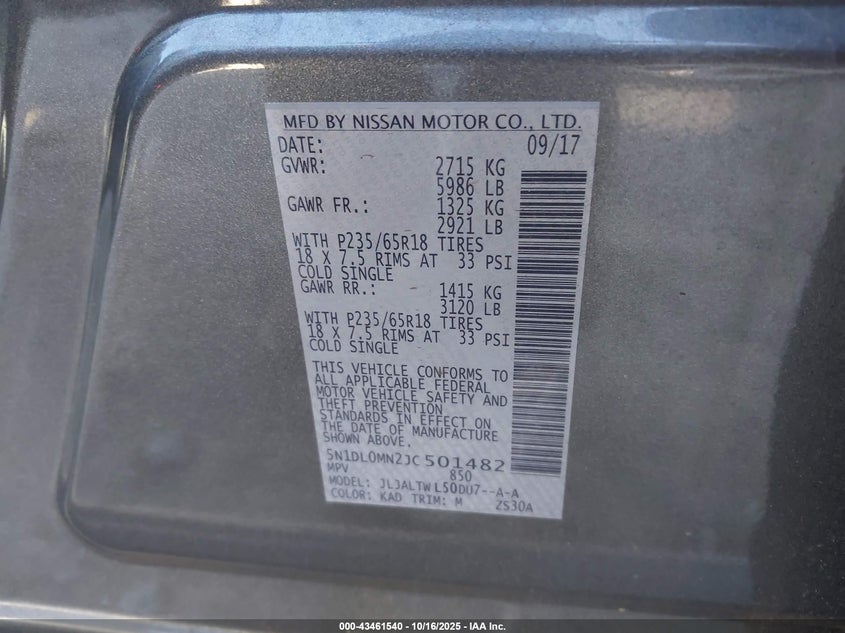 MFD BY NISSAN MOTOR CO., LTD.
DATE: 09/17
GVWR: 2715 KG
5986 LB
GAWR FR.: 1325 KG
2921 LB
WITH P235/65R18 TIRES
18 X 7.5 RIMS AT 33 PSI
COLD SINGLE
GAWR RR.: 1415 KG
3120 LB
WITH P235/65R18 TIRES
18 X 7.5 RIMS AT 33 PSI
COLD SINGLE
THIS VEHICLE CONFORMS TO
ALL APPLICABLE FEDERAL
MOTOR VEHICLE SAFETY AND
THEFT PREVENTION
STANDARDS IN EFFECT ON
THE DATE OF MANUFACTURE
SHOWN ABOVE.
5N1DL0MN2JC501482
MPV 850
MODEL: JL3ALTWL50DU7--A-A
COLOR: KAD TRIM: M ZS30A
000-43461540 - 10/16/2025 - IAA Inc.